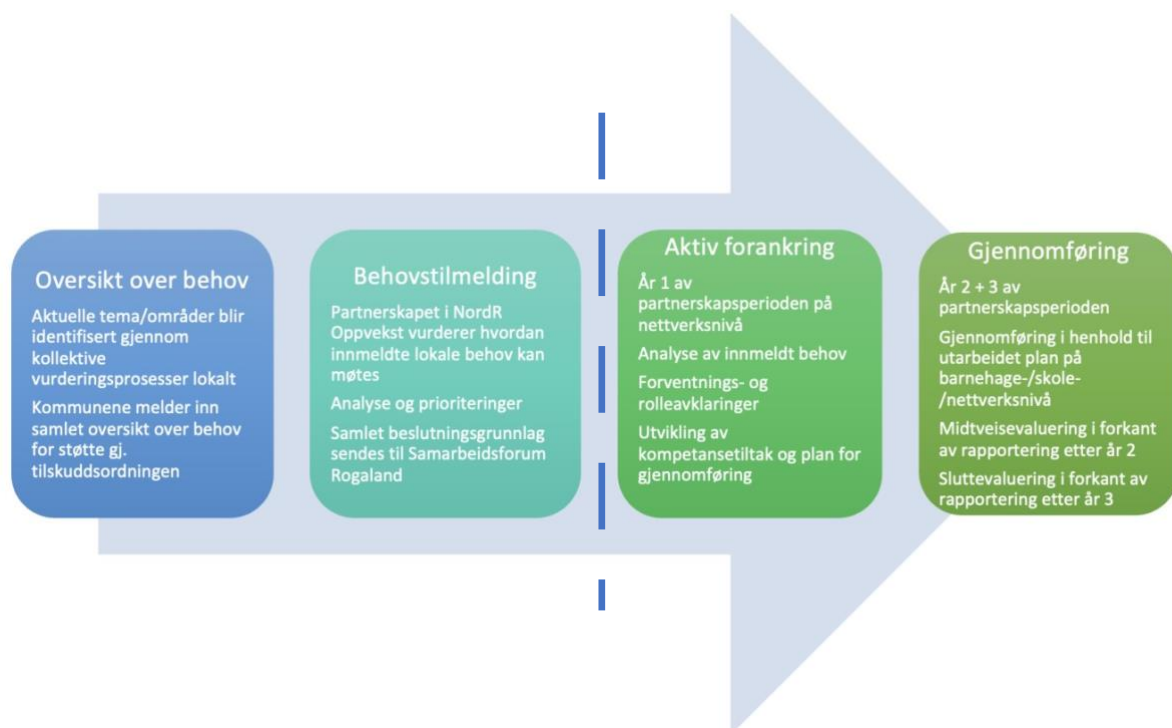 Oversikt over behov
Aktuelle tema/områder blir
identifisert gjennom
kollektive
vurderingsprosesser lokalt
Kommunene melder inn
samlet oversikt over behov
for støtte gj.
tilskuddsordningen
Behovstilmelding
Partnerskapet i NordR
Oppvekst vurderer hvordan
innmeldte lokale behov kan
møtes
Analyse og prioriteringer
Samlet beslutningsgrunnlag
sendes til Samarbeidsforum
Rogaland
Aktiv forankring
År 1 av
partnerskapsperioden på
nettverksnivå
Analyse av innmeldt behov
Forventnings- og
rolleavklaringer
Utvikling av
kompetansetiltak og plan for
gjennomføring
Gjennomføring
År 2 + 3 av
partnerskapsperioden
Gjennomføring i henhold til
utarbeidet plan på
barnehage-/skole-
/nettverksnivå
Midtveisevaluering i forkant
av rapportering etter år 2
Sluttevaluering i forkant av
rapportering etter år 3